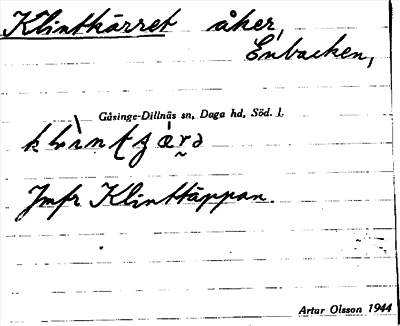 Klintkärret åker,
Enbacken,
Gåsinge-Dillnäs sn, Daga hd, Söd. l.
Jmfr Klinttäppan.
Artur Olsson 1944